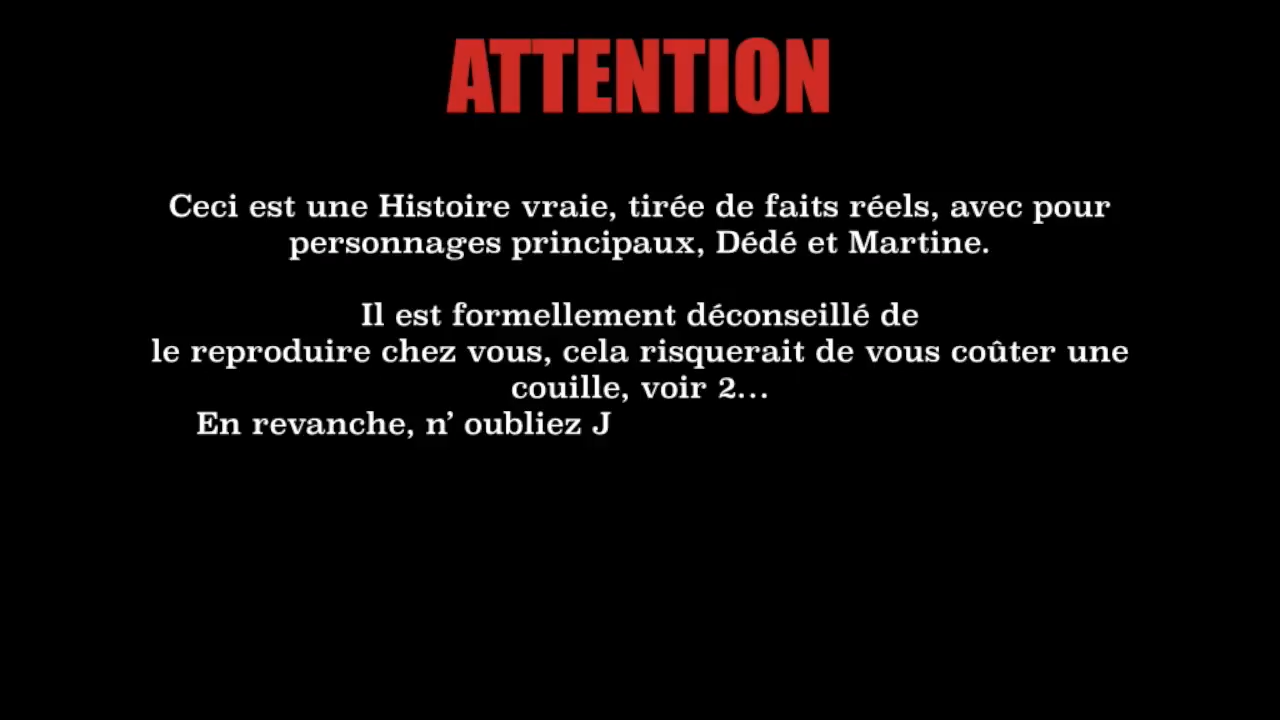 ATTENTION
Ceci est une Histoire vraie, tirée de faits réels, avec pour
personnages principaux, Dédé et Martine.
Il est formellement déconseillé de
le reproduire chez vous, cela risquerait de vous coûter une
couille, voir 2...
En revanche, n’ oubliez J